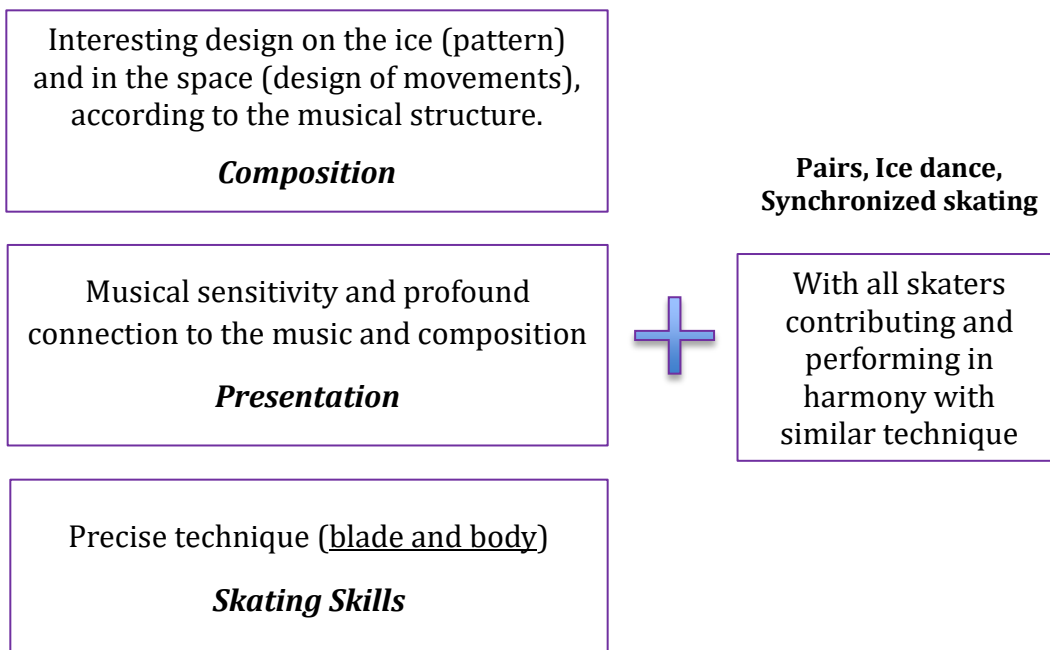 Interesting design on the ice (pattern)
and in the space (design of movements),
according to the musical structure.
Composition
Musical sensitivity and profound
connection to the music and composition
Presentation
Precise technique (blade and body)
Skating Skills
Pairs, Ice dance,
Synchronized skating
With all skaters
contributing and
performing in
harmony with
similar technique